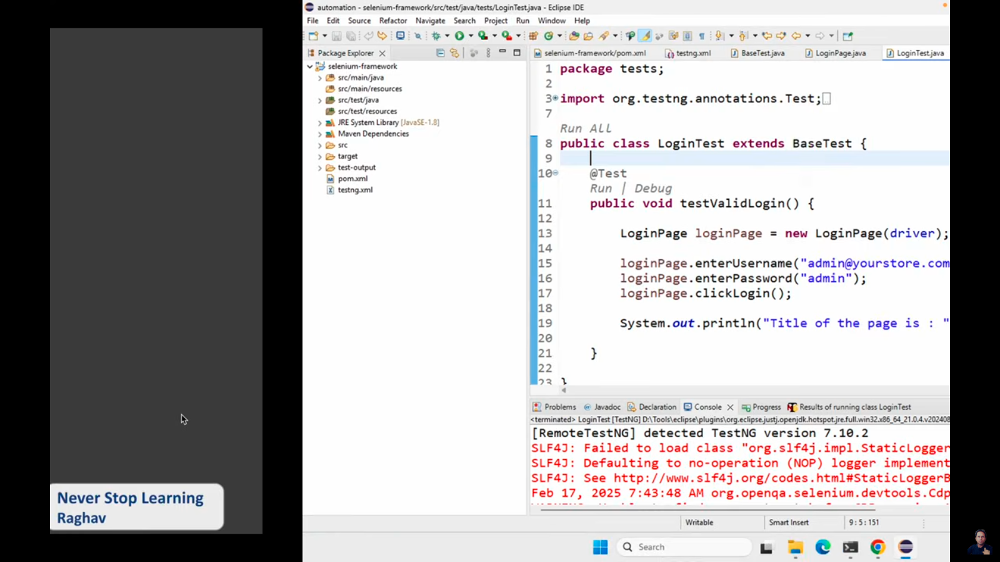 automation - selenium-framework/src/test/java/tests/LoginTest.java - Eclipse IDE
File Edit Source Refactor Navigate Search Project Run Window Help
Package Explorer
selenium-framework
src/main/java
src/main/resources
src/test/java
src/test/resources
JRE System Library [JavaSE-1.8]
Maven Dependencies
src
target
test-output
pom.xml
testng.xml
selenium-framework/pom.xml testng.xml BaseTest.java LoginPage.java LoginTest.java
1 package tests;
2
3 import org.testng.annotations.Test;
7
Run All
8 public class LoginTest extends BaseTest {
9
10 @Test
Run | Debug
11 public void testValidLogin() {
12
13 LoginPage loginPage = new LoginPage(driver);
14
15 loginPage.enterUsername("admin@yourstore.com
16 loginPage.enterPassword("admin");
17 loginPage.clickLogin();
18
19 System.out.println("Title of the page is : "
20
21 }
22
23 }
Problems Javadoc Declaration Console Progress Results of running class LoginTest
<terminated> LoginTest [TestNG] D:\Tools\eclipse\plugins\org.eclipse.justj.openjdk.hotspot.jre.full.win32.x86_64_21.0.4.v202408
[RemoteTestNG] detected TestNG version 7.10.2
SLF4J: Failed to load class "org.slf4j.impl.StaticLogger
SLF4J: Defaulting to no-operation (NOP) logger implement
SLF4J: See http://www.slf4j.org/codes.html#StaticLoggerB
Feb 17, 2025 7:43:48 AM org.openqa.selenium.devtools.Cdp
Writable Smart Insert 9:5:151
Search
Never Stop Learning
Raghav